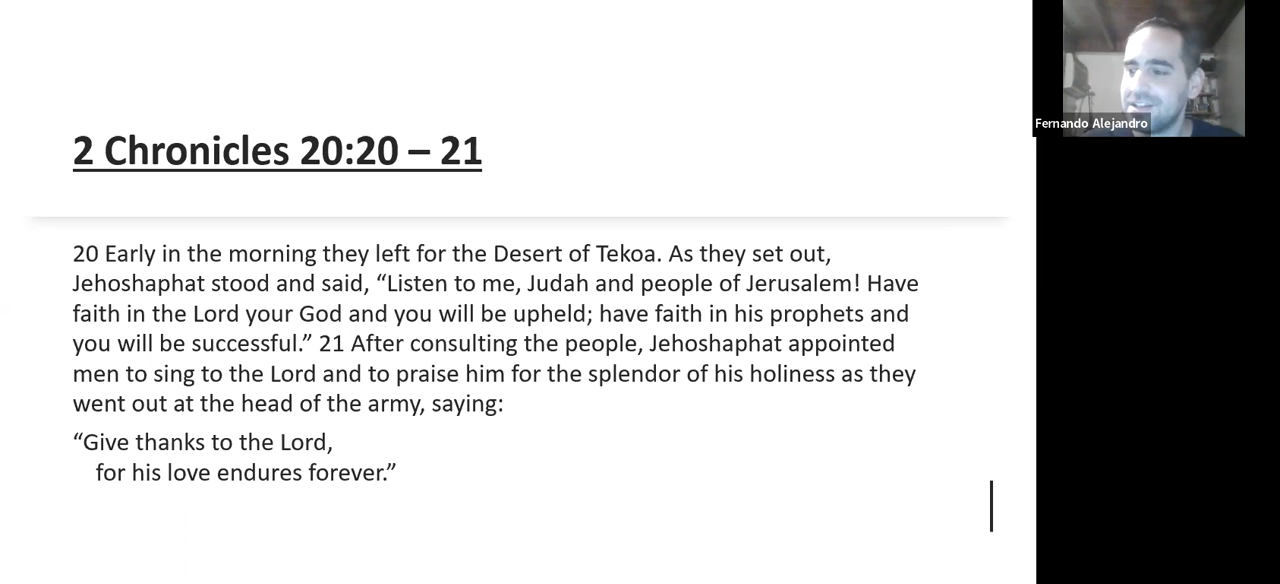 2 Chronicles 20:20 – 21
20 Early in the morning they left for the Desert of Tekoa. As they set out,
Jehoshaphat stood and said, “Listen to me, Judah and people of Jerusalem! Have
faith in the Lord your God and you will be upheld; have faith in his prophets and
you will be successful.” 21 After consulting the people, Jehoshaphat appointed
men to sing to the Lord and to praise him for the splendor of his holiness as they
went out at the head of the army, saying:
“Give thanks to the Lord,
for his love endures forever.”
Fernando Alejandro